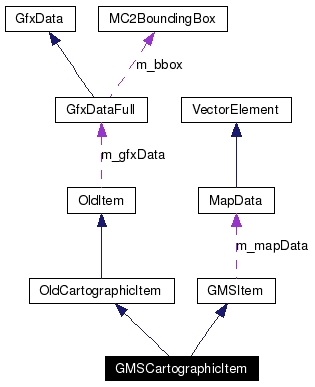 GfxData
MC2BoundingBox
m_bbox
GfxDataFull
VectorElement
m_gfxData
OldItem
MapData
m_mapData
OldCartographicItem
GMSItem
GMSCartographicItem